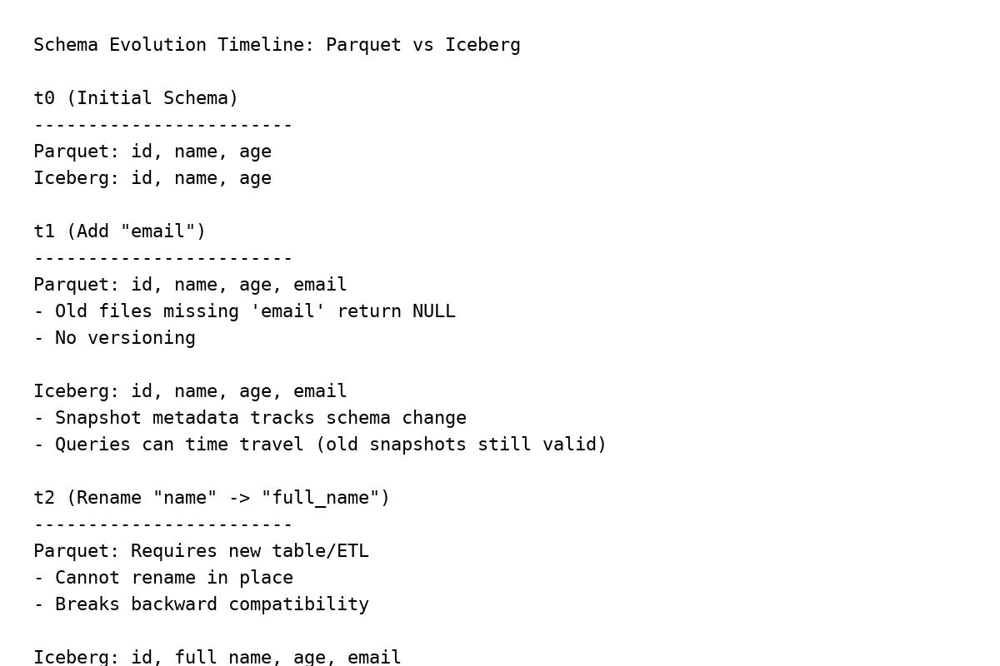 Schema Evolution Timeline: Parquet vs Iceberg
t0 (Initial Schema)
------------------------
Parquet: id, name, age
Iceberg: id, name, age
t1 (Add "email")
------------------------
Parquet: id, name, age, email
- Old files missing 'email' return NULL
- No versioning
Iceberg: id, name, age, email
- Snapshot metadata tracks schema change
- Queries can time travel (old snapshots still valid)
t2 (Rename "name" -> "full_name")
------------------------
Parquet: Requires new table/ETL
- Cannot rename in place
- Breaks backward compatibility
Iceberg: id, full name, age, email